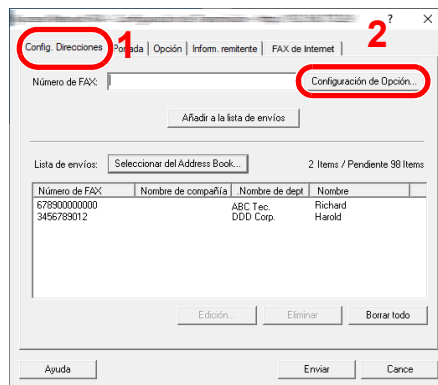 ? X
Config. Direcciones 1 Portada Opción Inform. remitente FAX de Internet 2
Número de FAX: Configuración de Opción...
Añadir a la lista de envíos
Lista de envíos: Seleccionar del Address Book... 2 Items / Pendiente 98 Items
Número de FAX Nombre de compañía .Nombre de dept Nombre
678900000000 ABC Tec. Richard
3456789012 DDD Corp. Harold
Edición... Eliminar Borrar todo
Ayuda Enviar Cance